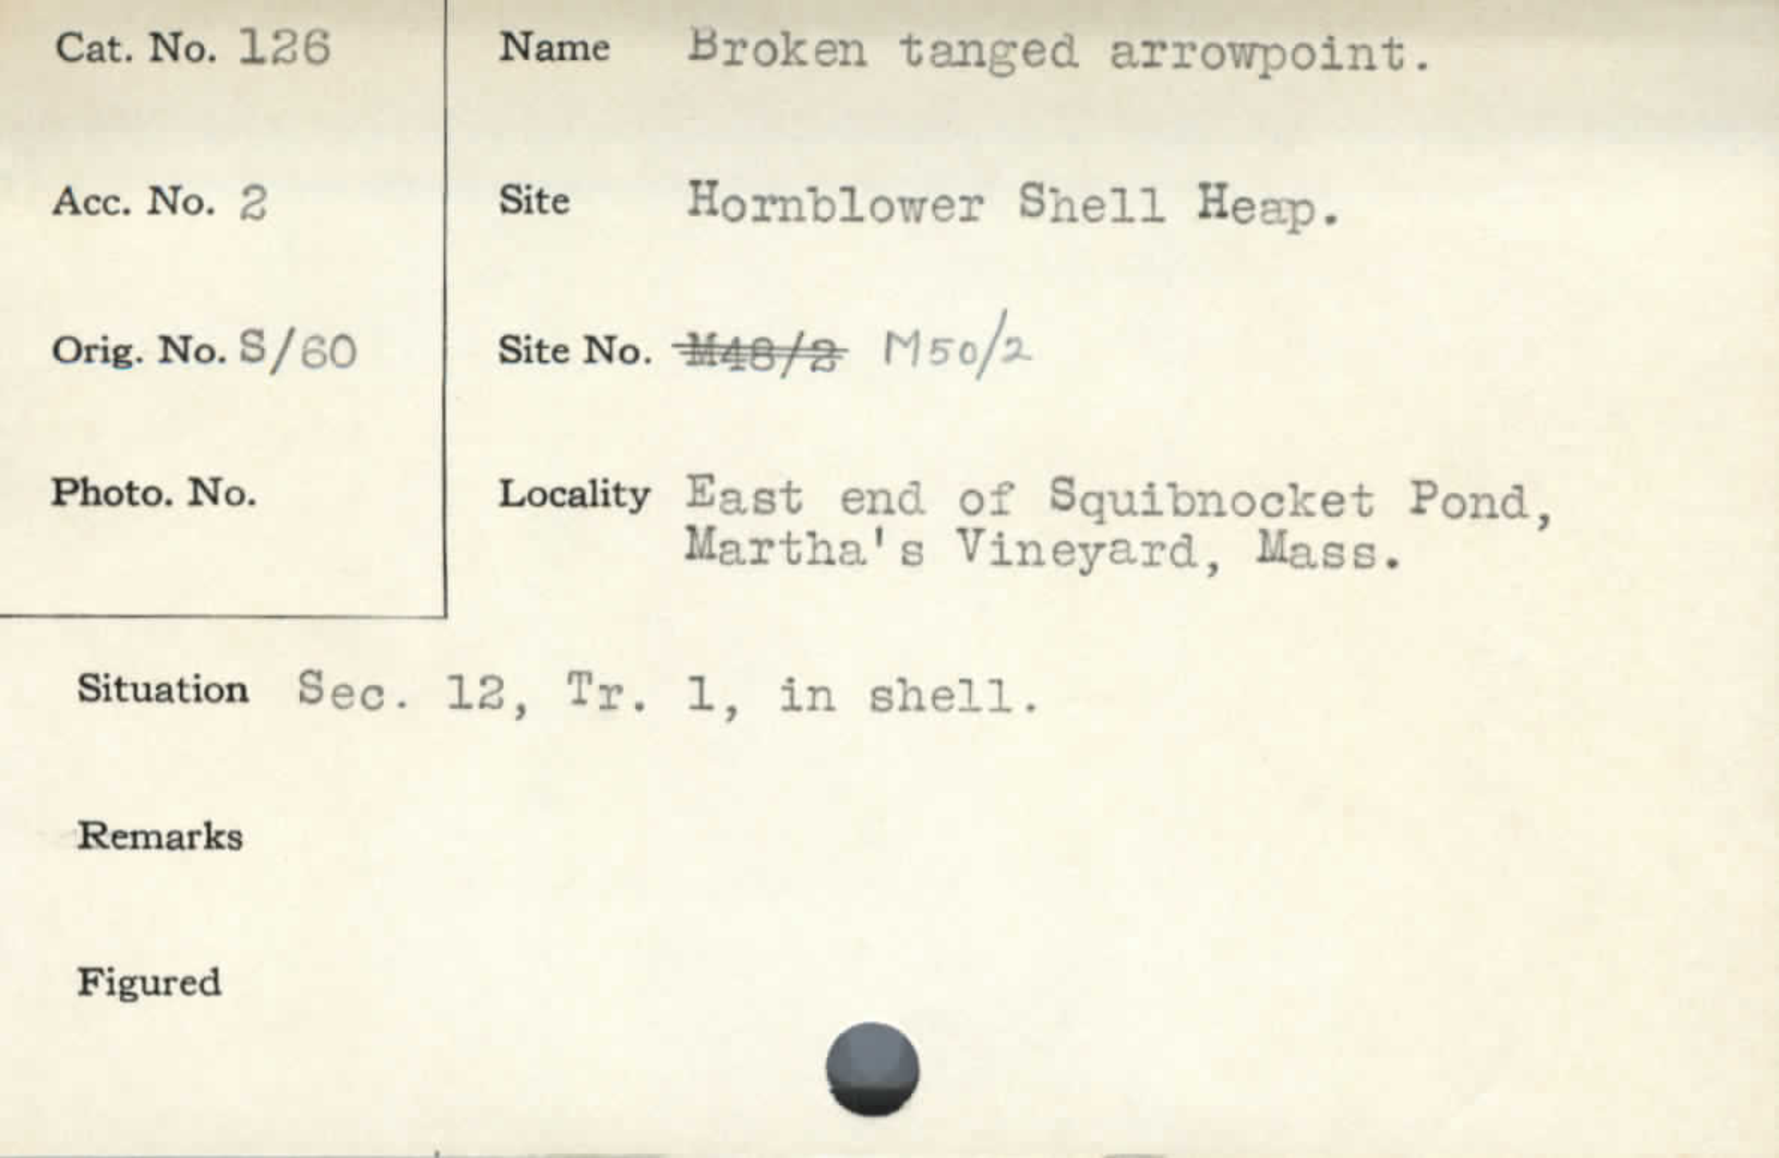 Cat. No. 126
Name Broken tanged arrowpoint.
Acc. No. 2
Site Hornblower Shell Heap.
Orig. No. S/60
Site No. M48/2 M50/2
Photo. No.
Locality East end of Squibnocket Pond,
Martha's Vineyard, Mass.
Situation Sec. 12, Tr. 1, in shell.
Remarks
Figured